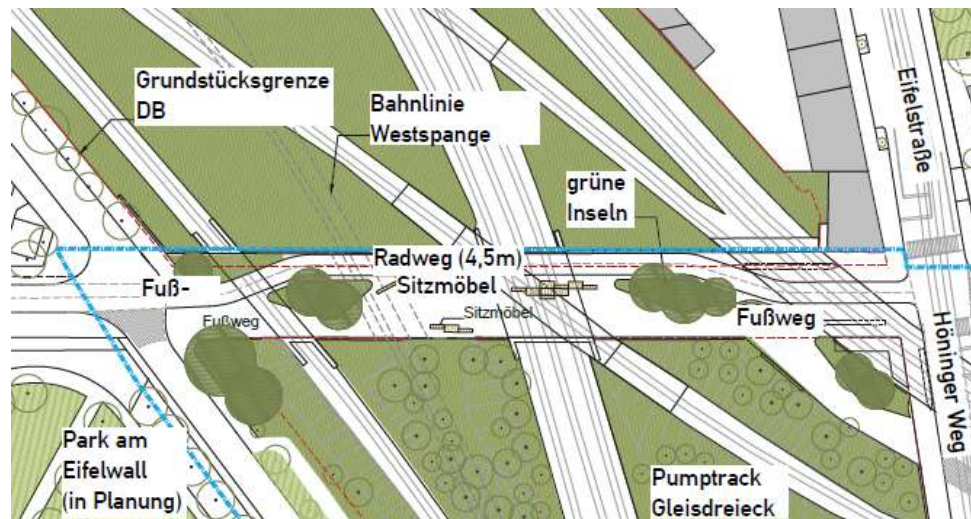 Grundstücksgrenze
DB
Bahnlinie
Westspange
grüne
Inseln
Eifelstraße
Radweg (4,5m)
Fuß-
Sitzmöbel
Sitzmöbel
Fußweg
Fußweg
Höninger Weg
Park am
Eifelwall
(in Planung)
Pumptrack
Gleisdreieck